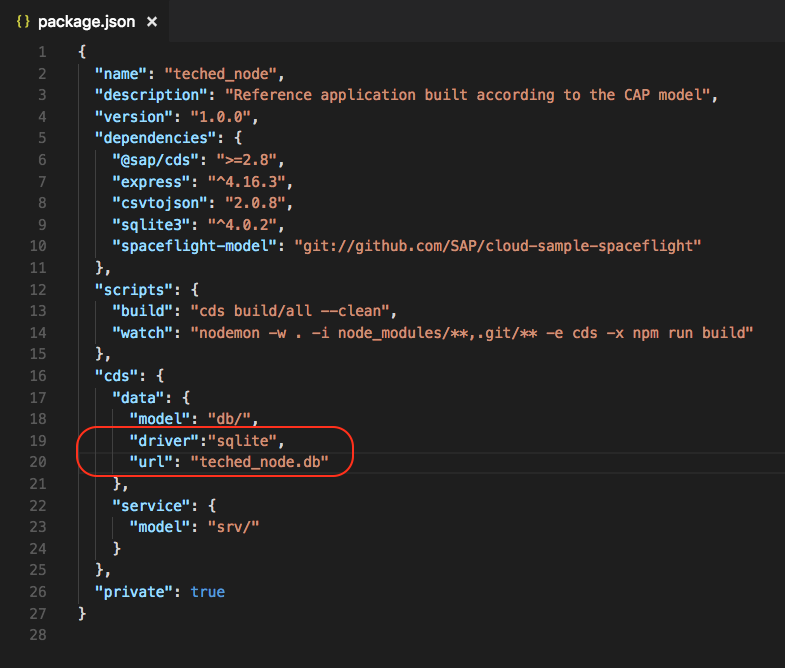 {} package.json ×
1 {
2 "name": "teched_node",
3 "description": "Reference application built according to the CAP model",
4 "version": "1.0.0",
5 "dependencies": {
6 "@sap/cds": ">=2.8",
7 "express": "^4.16.3",
8 "csvtojson": "2.0.8",
9 "sqlite3": "^4.0.2",
10 "spaceflight-model": "git://github.com/SAP/cloud-sample-spaceflight"
11 },
12 "scripts": {
13 "build": "cds build/all --clean",
14 "watch": "nodemon -w . -i node_modules/**,.git/** -e cds -x npm run build"
15 },
16 "cds": {
17 "data": {
18 "model": "db/",
19 "driver":"sqlite",
20 "url": "teched_node.db"
21 },
22 "service": {
23 "model": "srv/"
24 }
25 },
26 "private": true
27 }
28